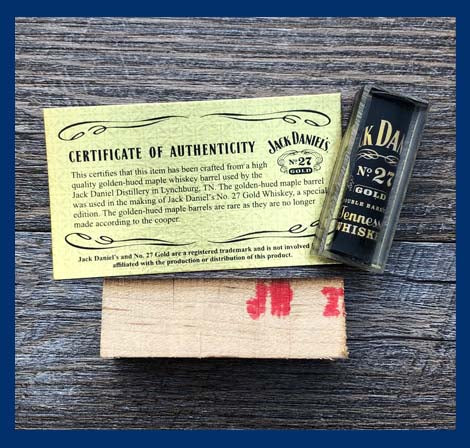 CERTIFICATE OF AUTHENTICITY
This certifies that this item has been crafted from a high
quality golden-hued maple whiskey barrel used by the
Jack Daniel Distillery in Lynchburg, TN. The golden-hued maple barrel
was used in the making of Jack Daniel's No. 27 Gold Whiskey, a special
edition. The golden-hued maple barrels are rare as they are no longer
made according to the cooper.
Jack Daniel's and No. 27 Gold are a registered trademark and is not involved
affiliated with the production or distribution of this product.
JACK DANIEL'S
No 27
GOLD
K DA
No 27
GOLD
OUBLE BARR
Tennes
WHISK
JB